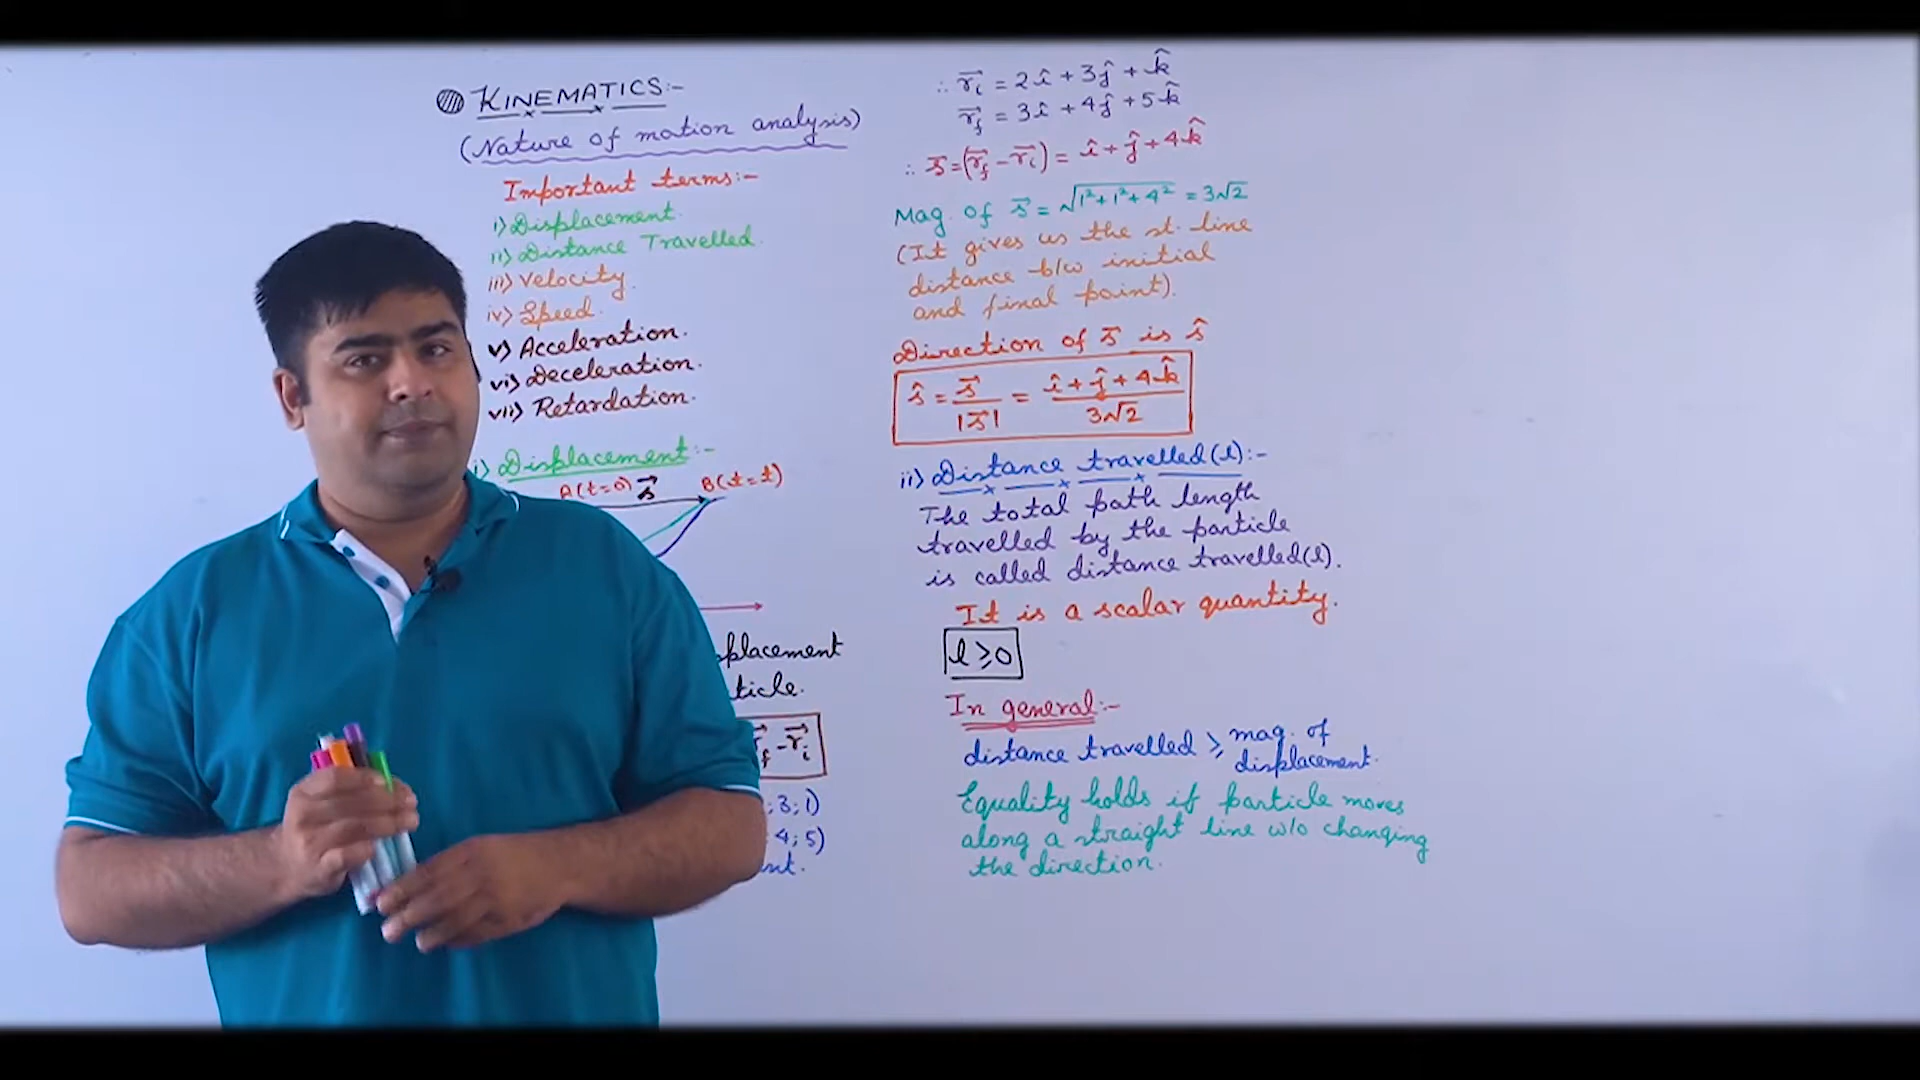 KINEMATICS:-
(Nature of motion analysis)
Important terms:-
i) Displacement.
ii) Distance Travelled.
iii) Velocity.
iv) Speed.
v) Acceleration.
vi) Deceleration.
vii) Retardation.
i) Displacement:-
A(t=0) s⃗ B(t=t)
placement
ticle.
f - r⃗i
; 3; 1)
; 4; 5)
∴ r⃗i = 2î + 3ĵ + k̂
r⃗f = 3î + 4ĵ + 5k̂
∴ s⃗ = (r⃗f - r⃗i) = î + ĵ + 4k̂
Mag. of s⃗ = √1²+1²+4² = 3√2
(It gives us the st. line
distance b/w initial
and final point).
Direction of s⃗ is ŝ
ŝ = s⃗/|s⃗| = î + ĵ + 4k̂/3√2
ii) Distance travelled (l):-
The total path length
travelled by the particle
is called distance travelled(l).
It is a scalar quantity.
l ≥ 0
In general:-
distance travelled ≥ mag. of
displacement.
Equality holds if particle moves
along a straight line w/o changing
the direction.